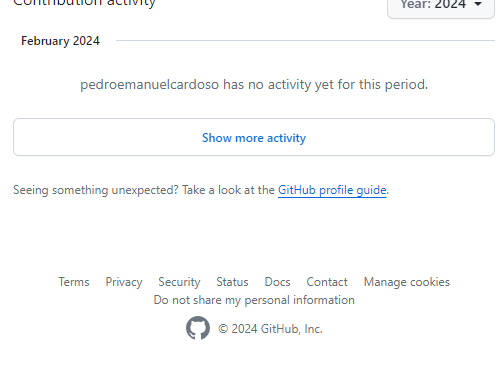 Contribution activity
Year: 2024
February 2024
pedroemanuelcardoso has no activity yet for this period.
Show more activity
Seeing something unexpected? Take a look at the GitHub profile guide.
Terms Privacy Security Status Docs Contact Manage cookies
Do not share my personal information
© 2024 GitHub, Inc.